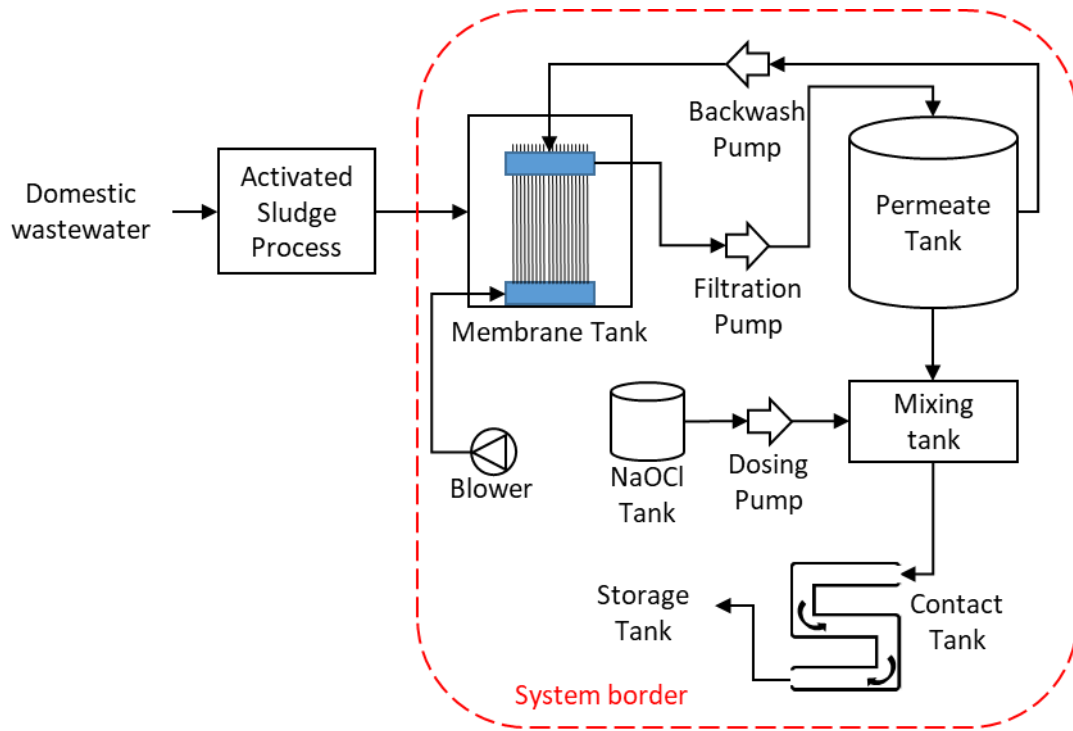 Domestic
wastewater
Activated
Sludge
Process
Membrane Tank
Backwash
Pump
Filtration
Pump
Permeate
Tank
Blower
NaOCl
Tank
Dosing
Pump
Mixing
tank
Storage
Tank
Contact
Tank
System border